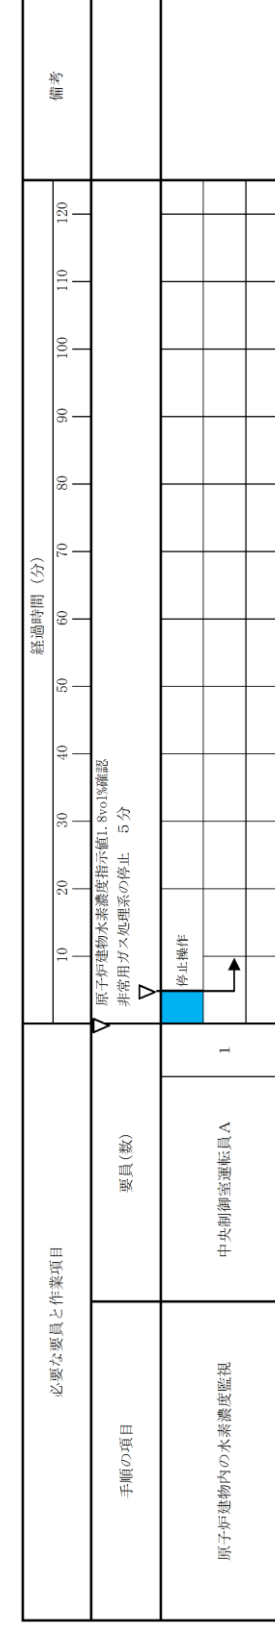 必要な要員と作業項目
経過時間（分）
備考
10 20 30 40 50 60 70 80 90 100 110 120
手順の項目
要員(数)
原子炉建物水素濃度指示値1.8vol%確認
非常用ガス処理系の停止　5分
原子炉建物内の水素濃度監視
中央制御室運転員A
1
停止操作